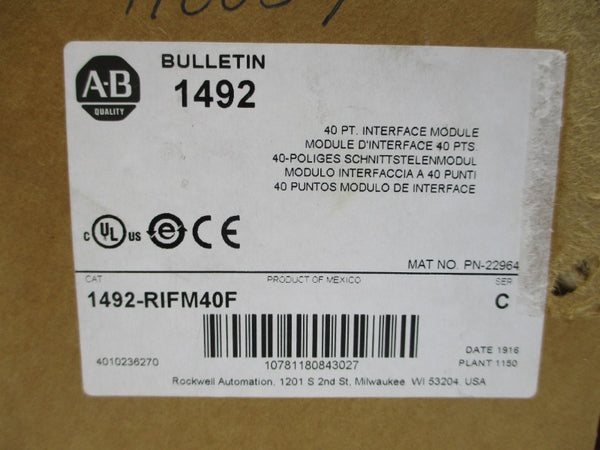 A-B
QUALITY
BULLETIN
1492
40 PT. INTERFACE MODULE
MODULE D'INTERFACE 40 PTS.
40-POLIGES SCHNITTSTELENMODUL
MODULO INTERFACCIA A 40 PUNTI
40 PUNTOS MODULO DE INTERFACE
C UL US e CE
MAT NO. PN-22964
CAT PRODUCT OF MEXICO SER
1492-RIFM40F C
DATE 1916
4010236270 10781180843027 PLANT 1150
Rockwell Automation, 1201 S 2nd St, Milwaukee WI 53204 USA